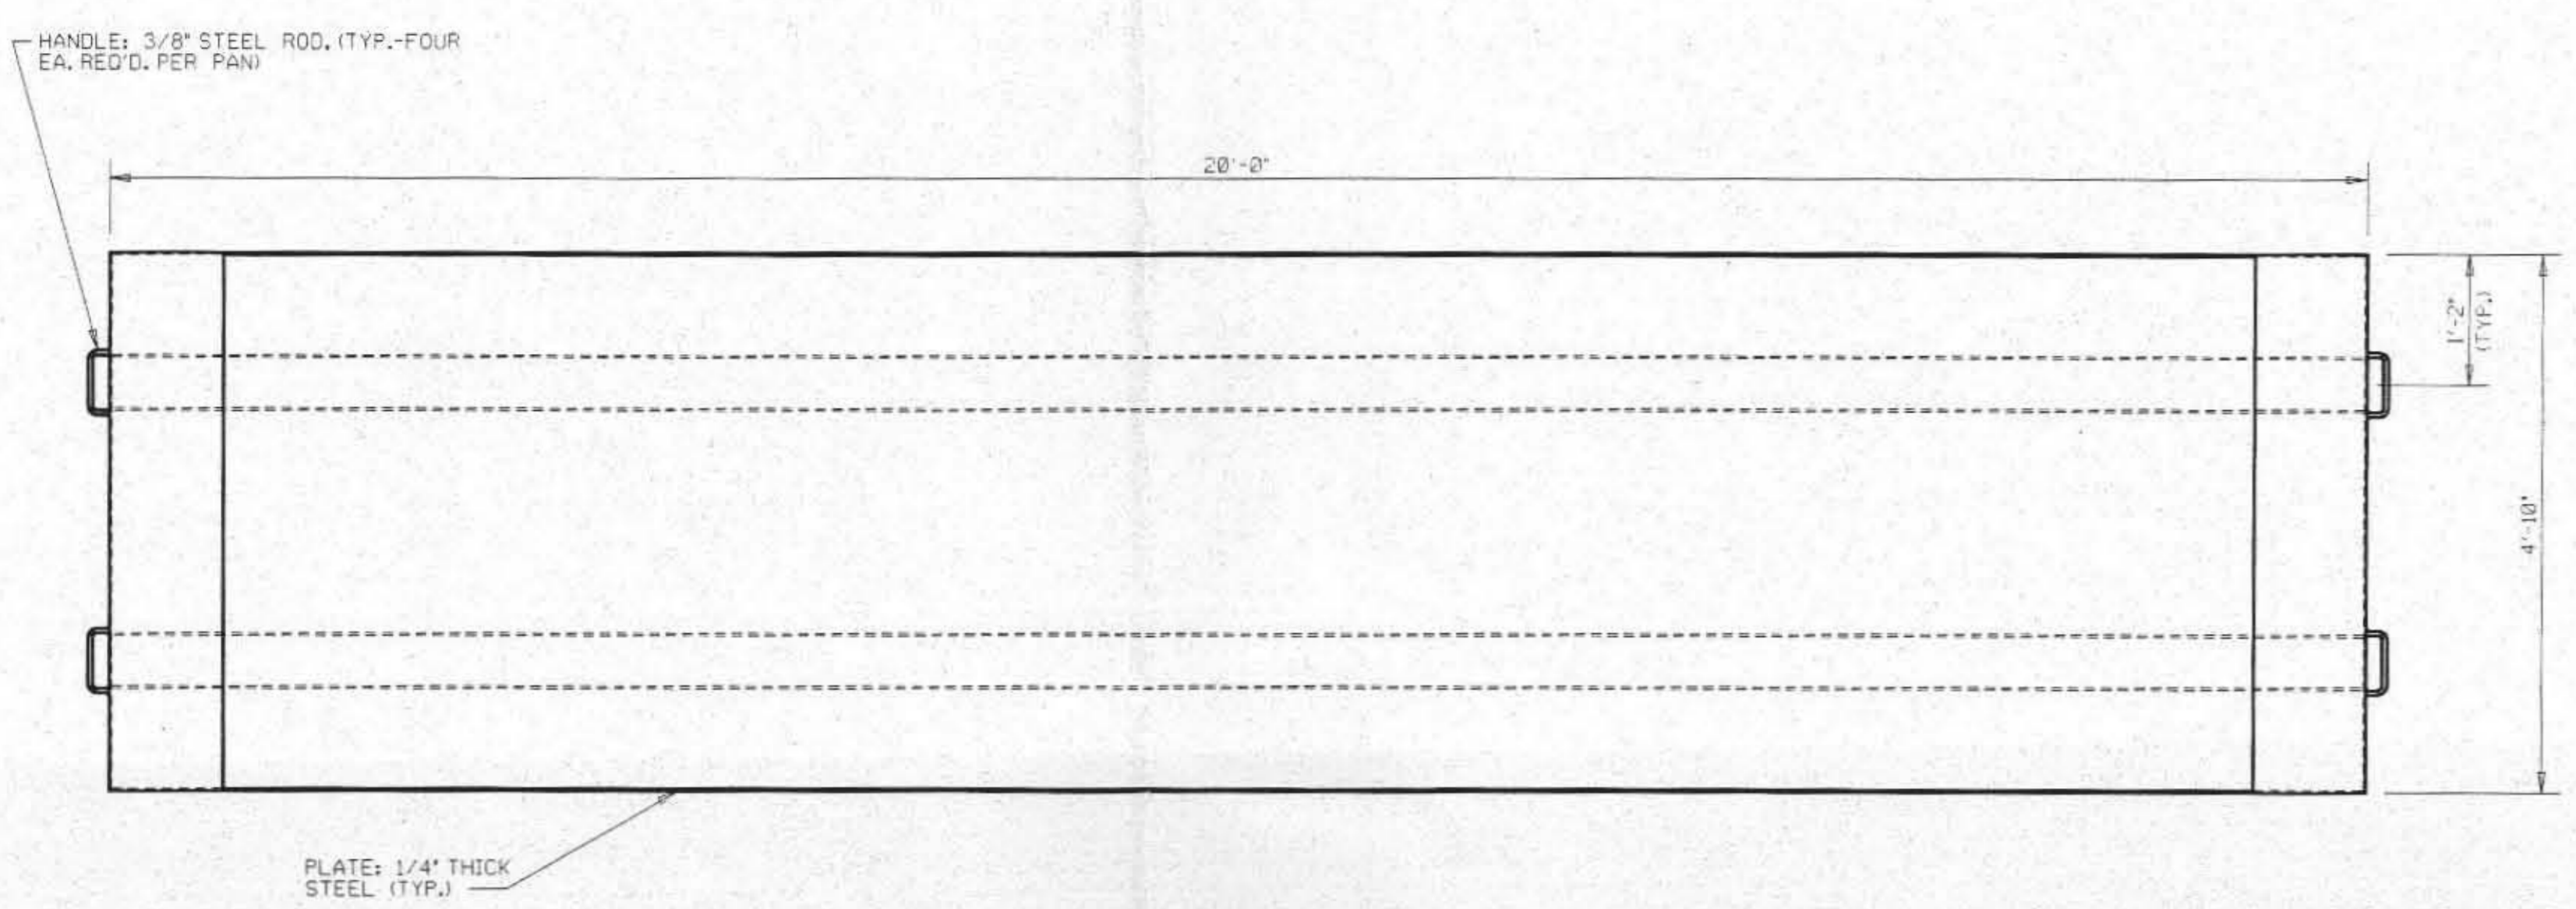 HANDLE: 3/8" STEEL ROD. (TYP.-FOUR
EA. REQ'D. PER PAN)
20'-0"
1'-2"
(TYP.)
4'-10"
PLATE: 1/4" THICK
STEEL (TYP.)